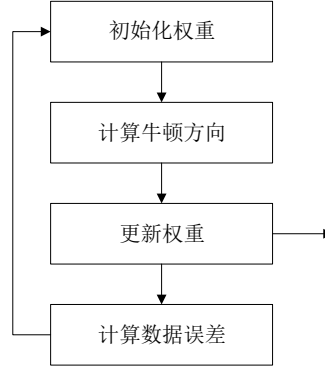 初始化权重
计算牛顿方向
更新权重
计算数据误差